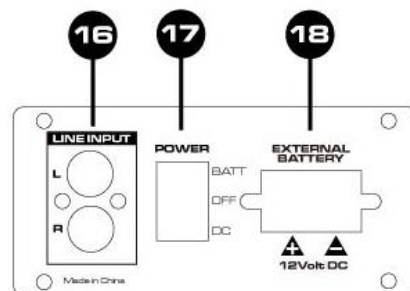 16 17 18
LINE INPUT
L
R
POWER
BATT
OFF
DC
EXTERNAL
BATTERY
+ −
12Volt DC
Made in China